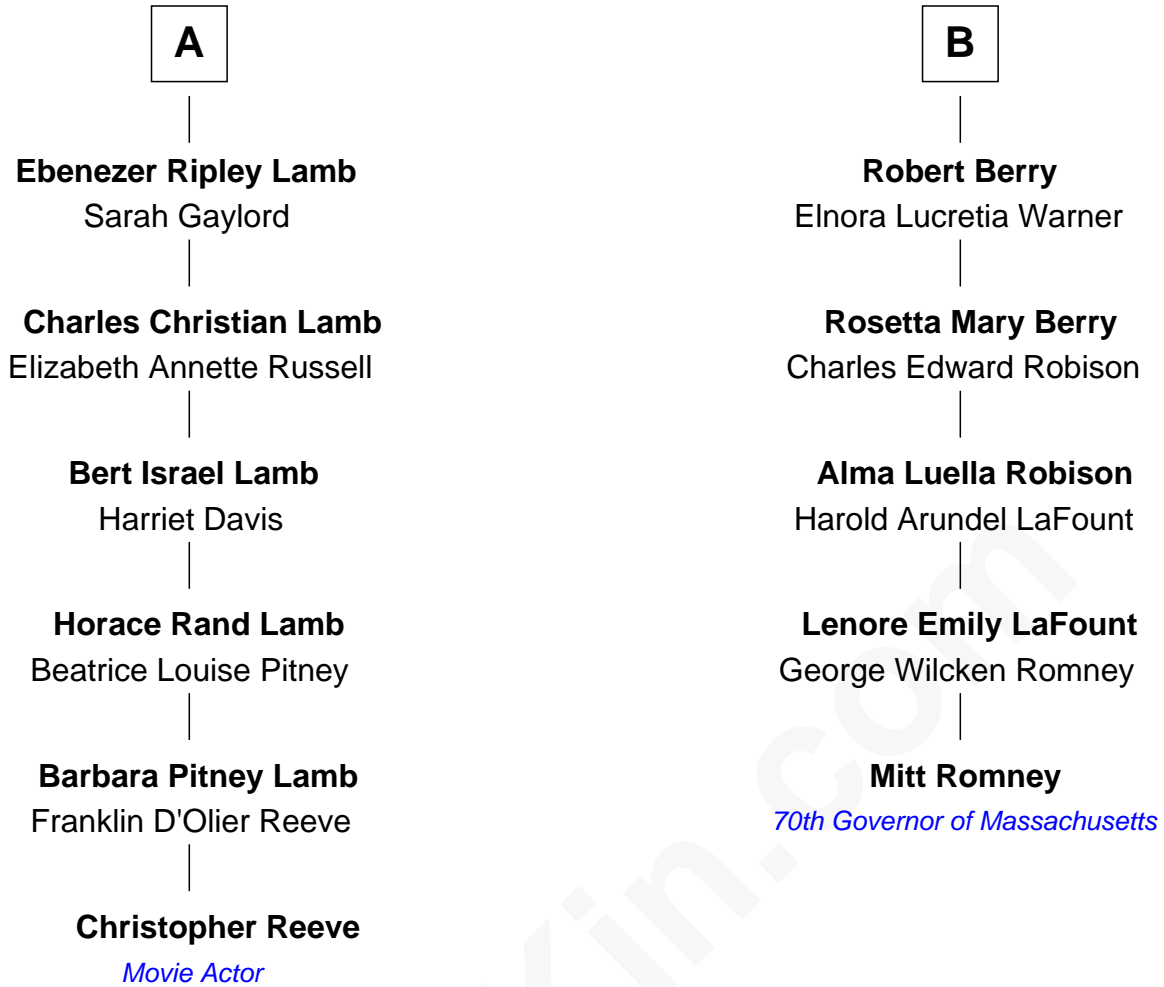 A
Ebenezer Ripley Lamb
Sarah Gaylord
Charles Christian Lamb
Elizabeth Annette Russell
Bert Israel Lamb
Harriet Davis
Horace Rand Lamb
Beatrice Louise Pitney
Barbara Pitney Lamb
Franklin D'Olier Reeve
Christopher Reeve
Movie Actor
B
Robert Berry
Elnora Lucretia Warner
Rosetta Mary Berry
Charles Edward Robison
Alma Luella Robison
Harold Arundel LaFount
Lenore Emily LaFount
George Wilcken Romney
Mitt Romney
70th Governor of Massachusetts